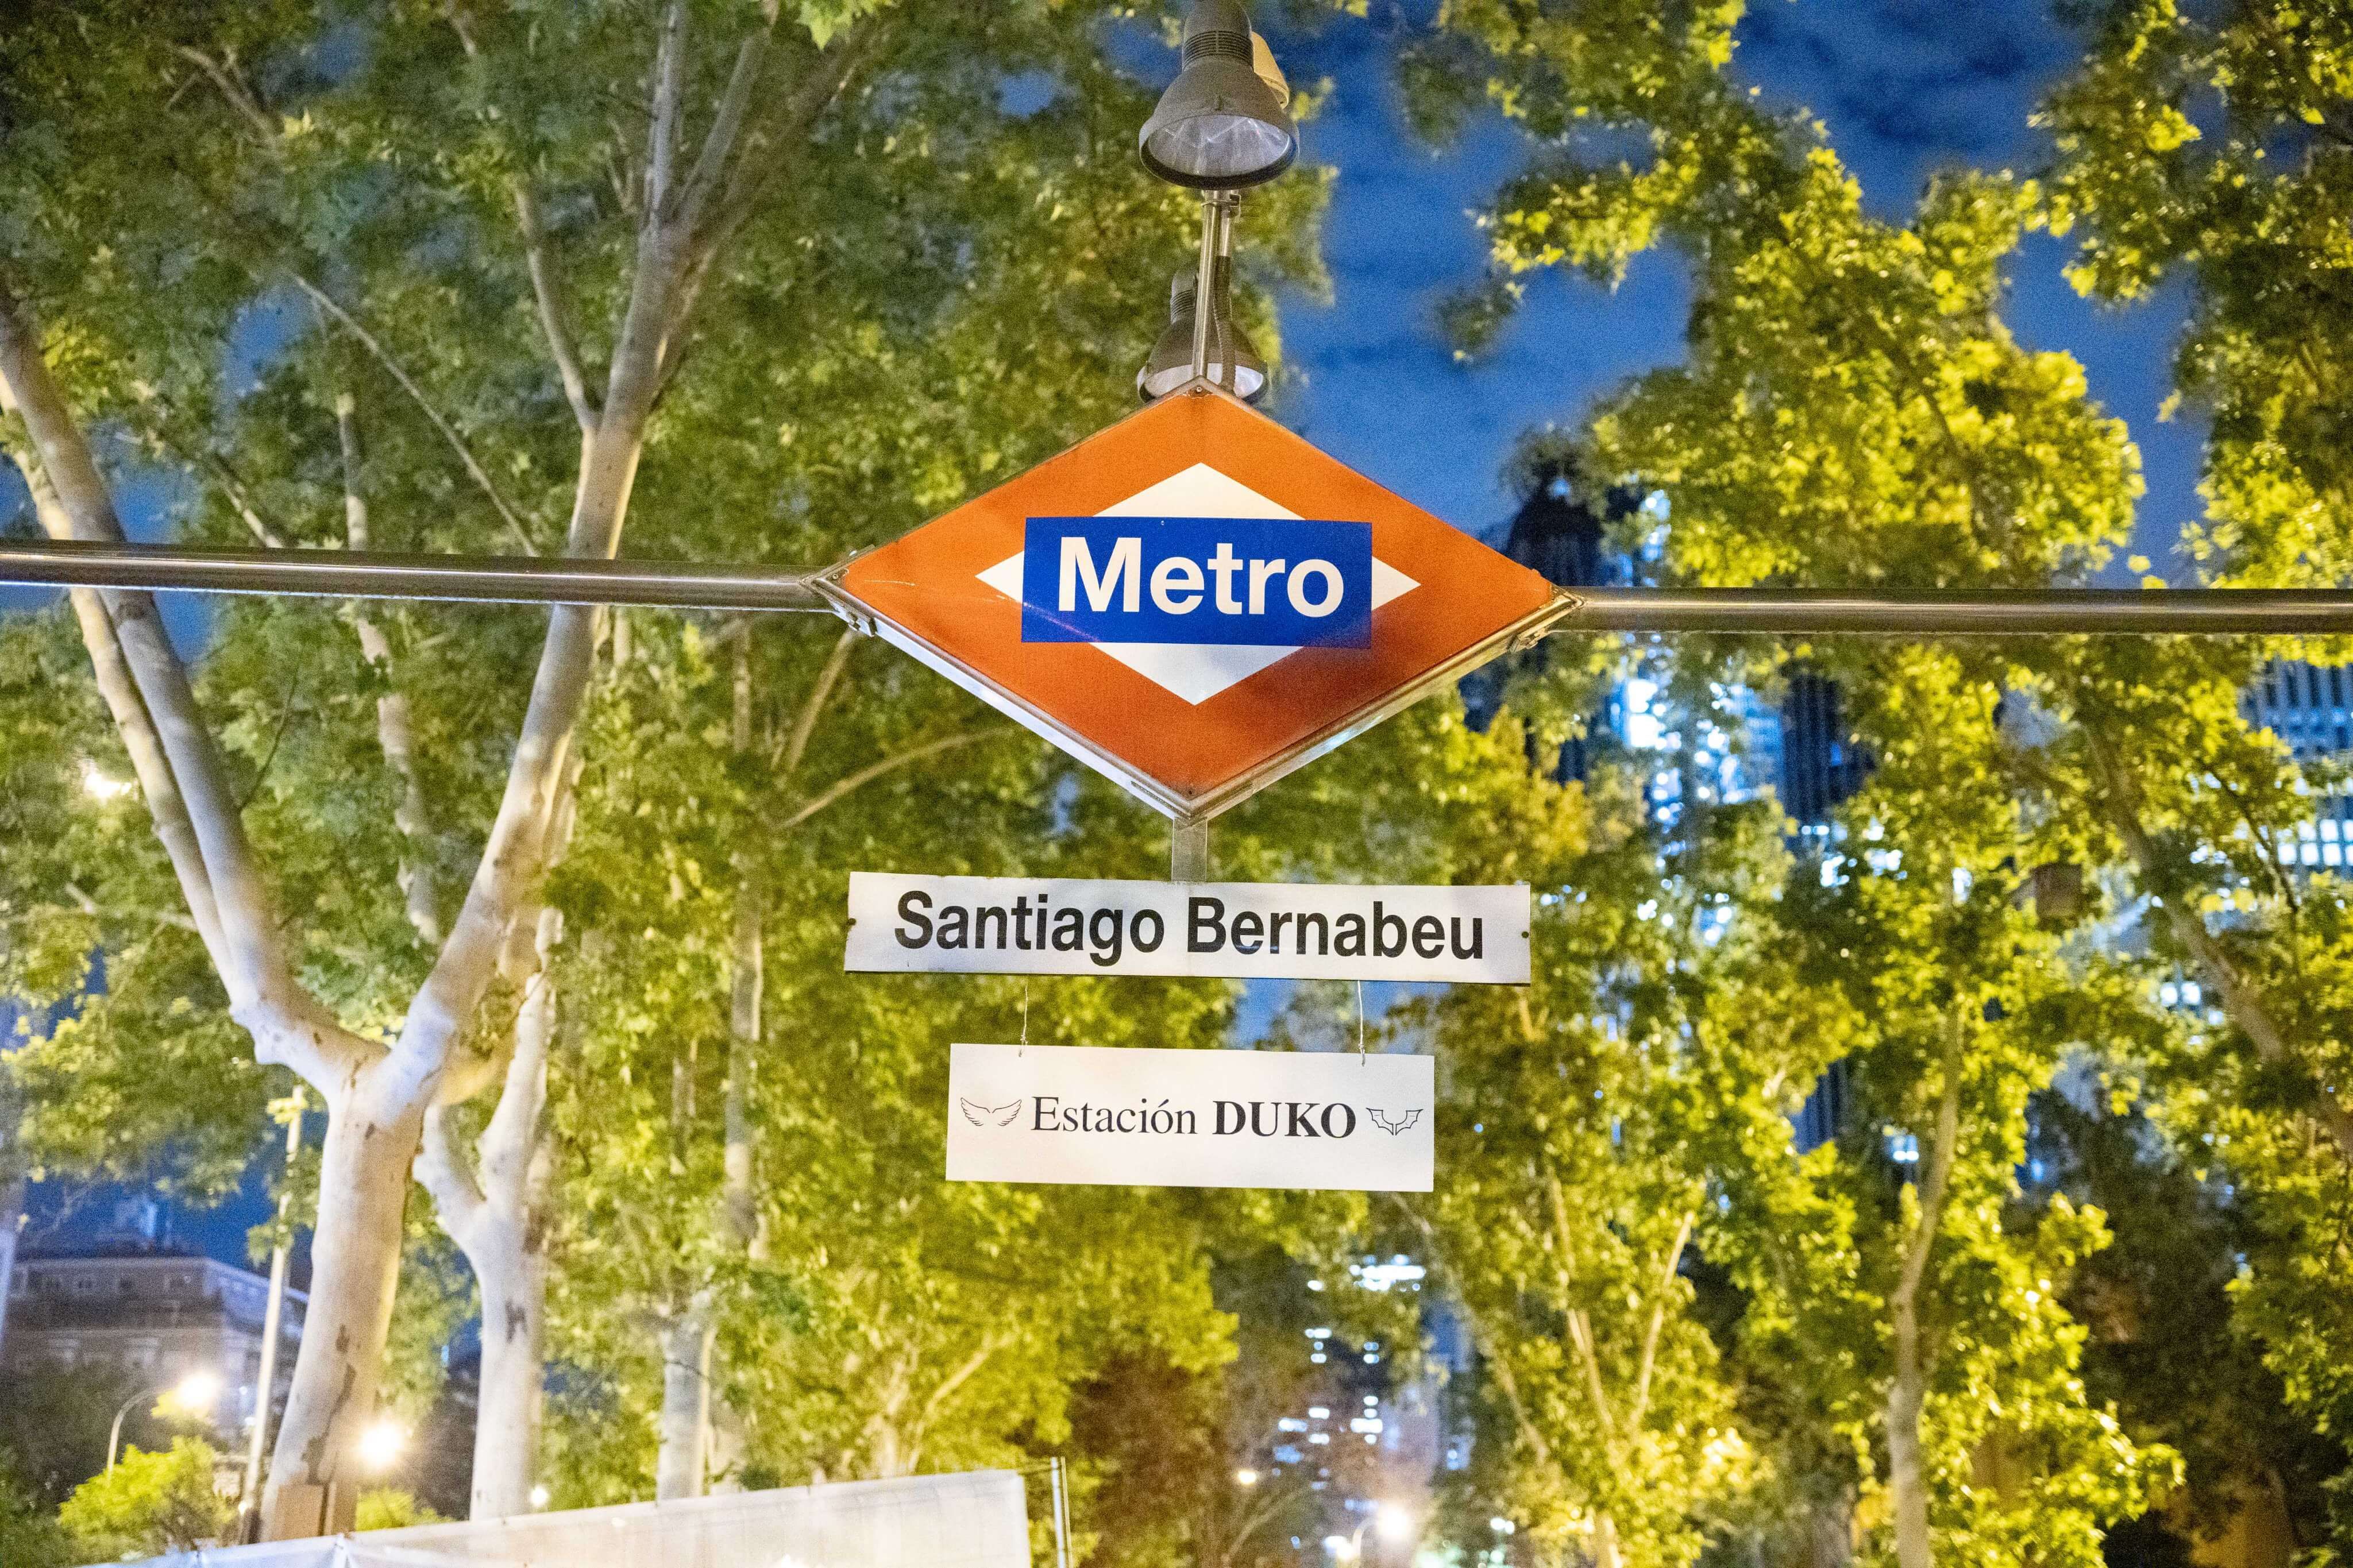 Metro
Santiago Bernabeu
Estación DUKO